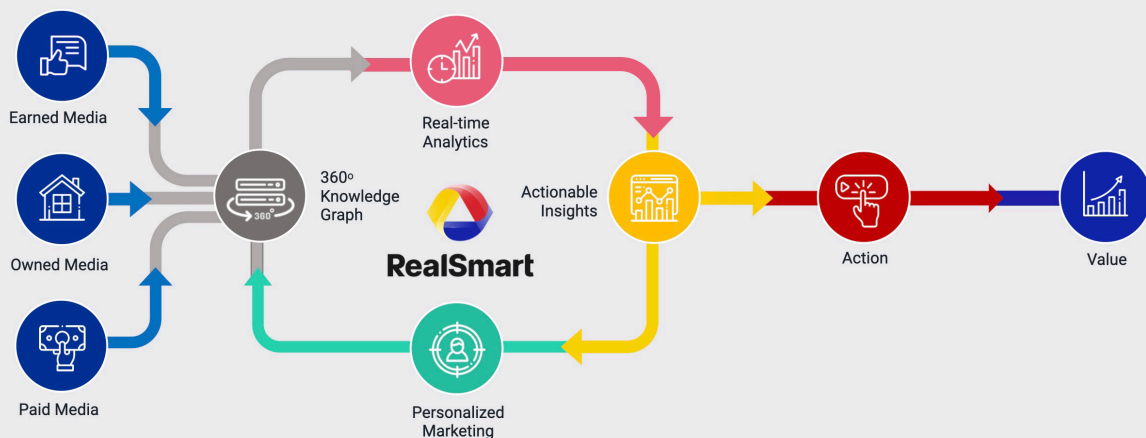 Earned Media
Owned Media
Paid Media
360°
360º
Knowledge
Graph
Real-time
Analytics
RealSmart
Personalized
Marketing
Actionable
Insights
Action
Value